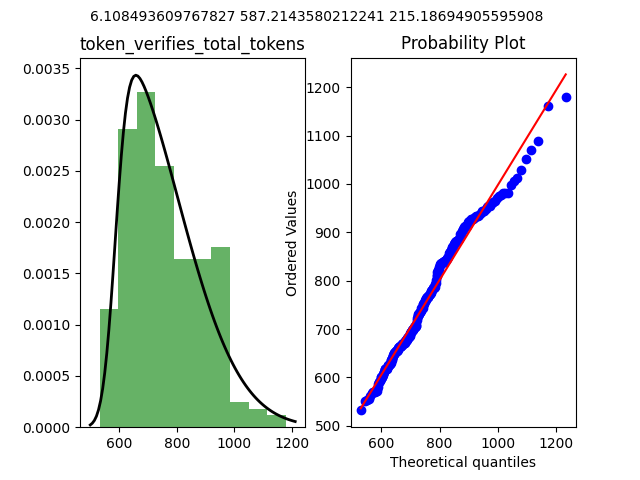 6.108493609767827 587.2143580212241 215.18694905595908
token_verifies_total_tokens
0.0035
0.0030
0.0025
0.0020
0.0015
0.0010
0.0005
0.0000
600 800 1000 1200
Probability Plot
Ordered Values
1200
1100
1000
900
800
700
600
500
600 800 1000 1200
Theoretical quantiles